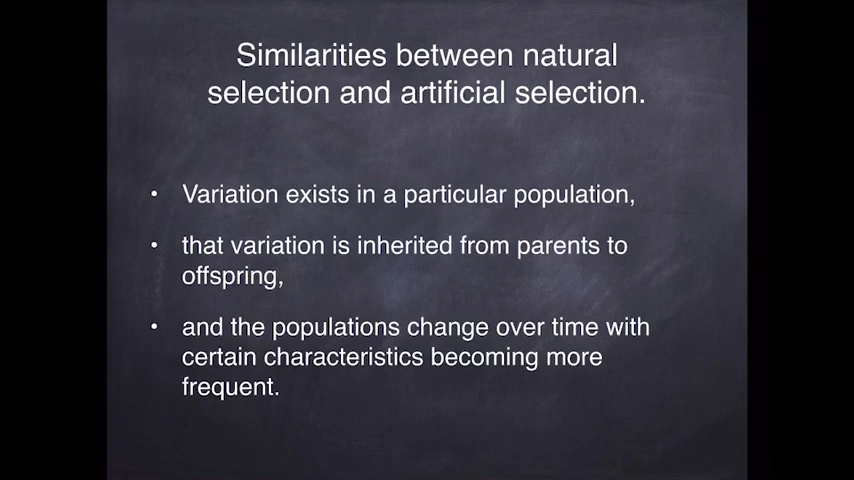 Similarities between natural
selection and artificial selection.
• Variation exists in a particular population,
• that variation is inherited from parents to
offspring,
• and the populations change over time with
certain characteristics becoming more
frequent.